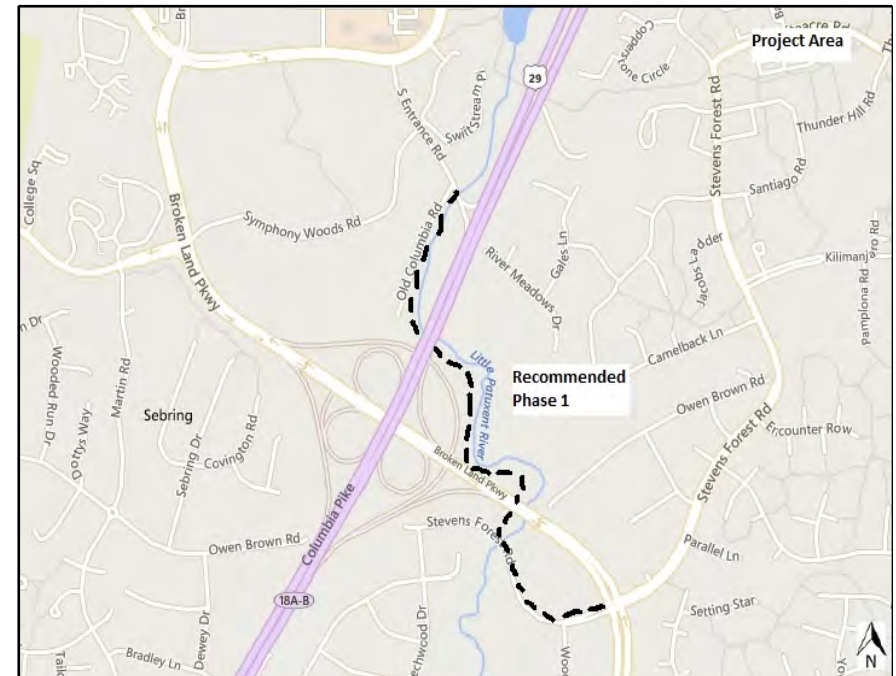 Project Area
29
Stevens Forest Rd
Thunder Hill Rd
S Entrance Rd
Swift Stream Pl
Santiago Rd
College Sq
Broken Land Pkwy
Symphony Woods Rd
Old Columbia Rd
River Meadows Dr
Gales Ln
Jacobs Ladder
Kilimanjaro Rd
Pamplona Rd
Camelback Ln
Little Patuxent River
Recommended
Phase 1
Owen Brown Rd
Encounter Row
Wooded Run Dr
Dottys Way
Martin Rd
Sebring
Sebring Dr
Covington Rd
Broken Land Pkwy
Stevens Forest Rd
Stevens Forest Rd
Columbia Pike
Owen Brown Rd
Parallel Ln
18A-B
Setting Star
Dewey Dr
Bradley Ln
N